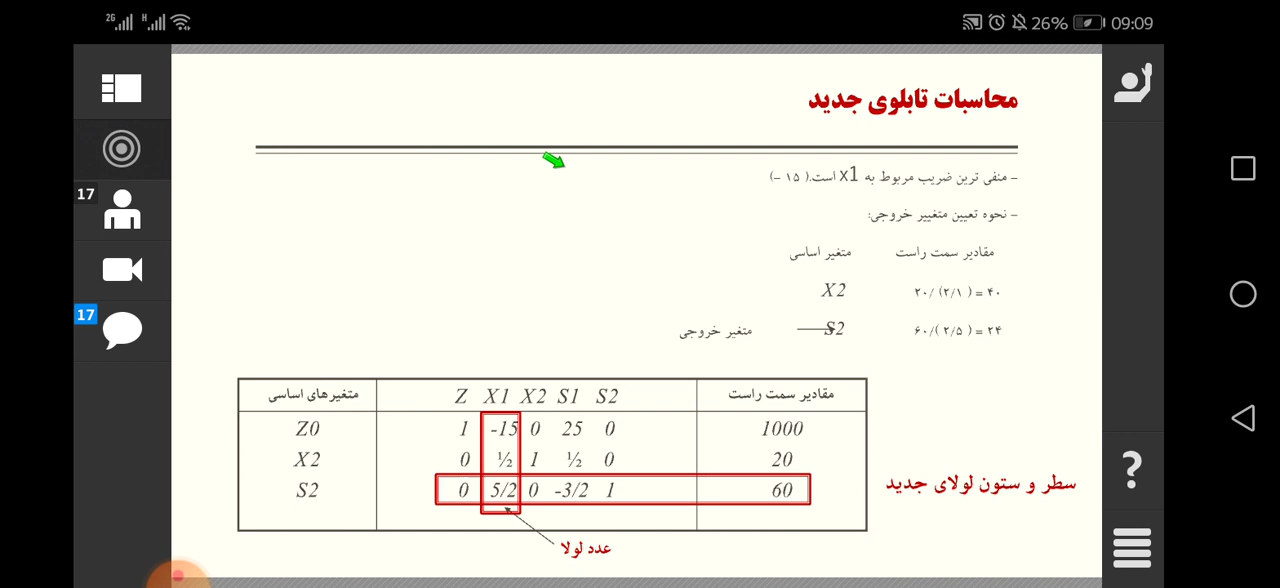 2G H 26% 09:09
محاسبات تابلوی جدید
– منفی ترین ضریب مربوط به x1 است.( ۱۵ –)
– نحوه تعیین متغییر خروجی:
مقادیر سمت راست متغیر اساسی
۲۰/ (۲/۱ ) = ۴۰ X2
۶۰/( ۲/۵ ) = ۲۴ S2 متغیر خروجی
متغیرهای اساسی Z X1 X2 S1 S2 مقادیر سمت راست
Z0 1 -15 0 25 0 1000
X2 0 ½ 1 ½ 0 20
S2 0 5/2 0 -3/2 1 60
سطر و ستون لولای جدید
عدد لولا
17
17
?